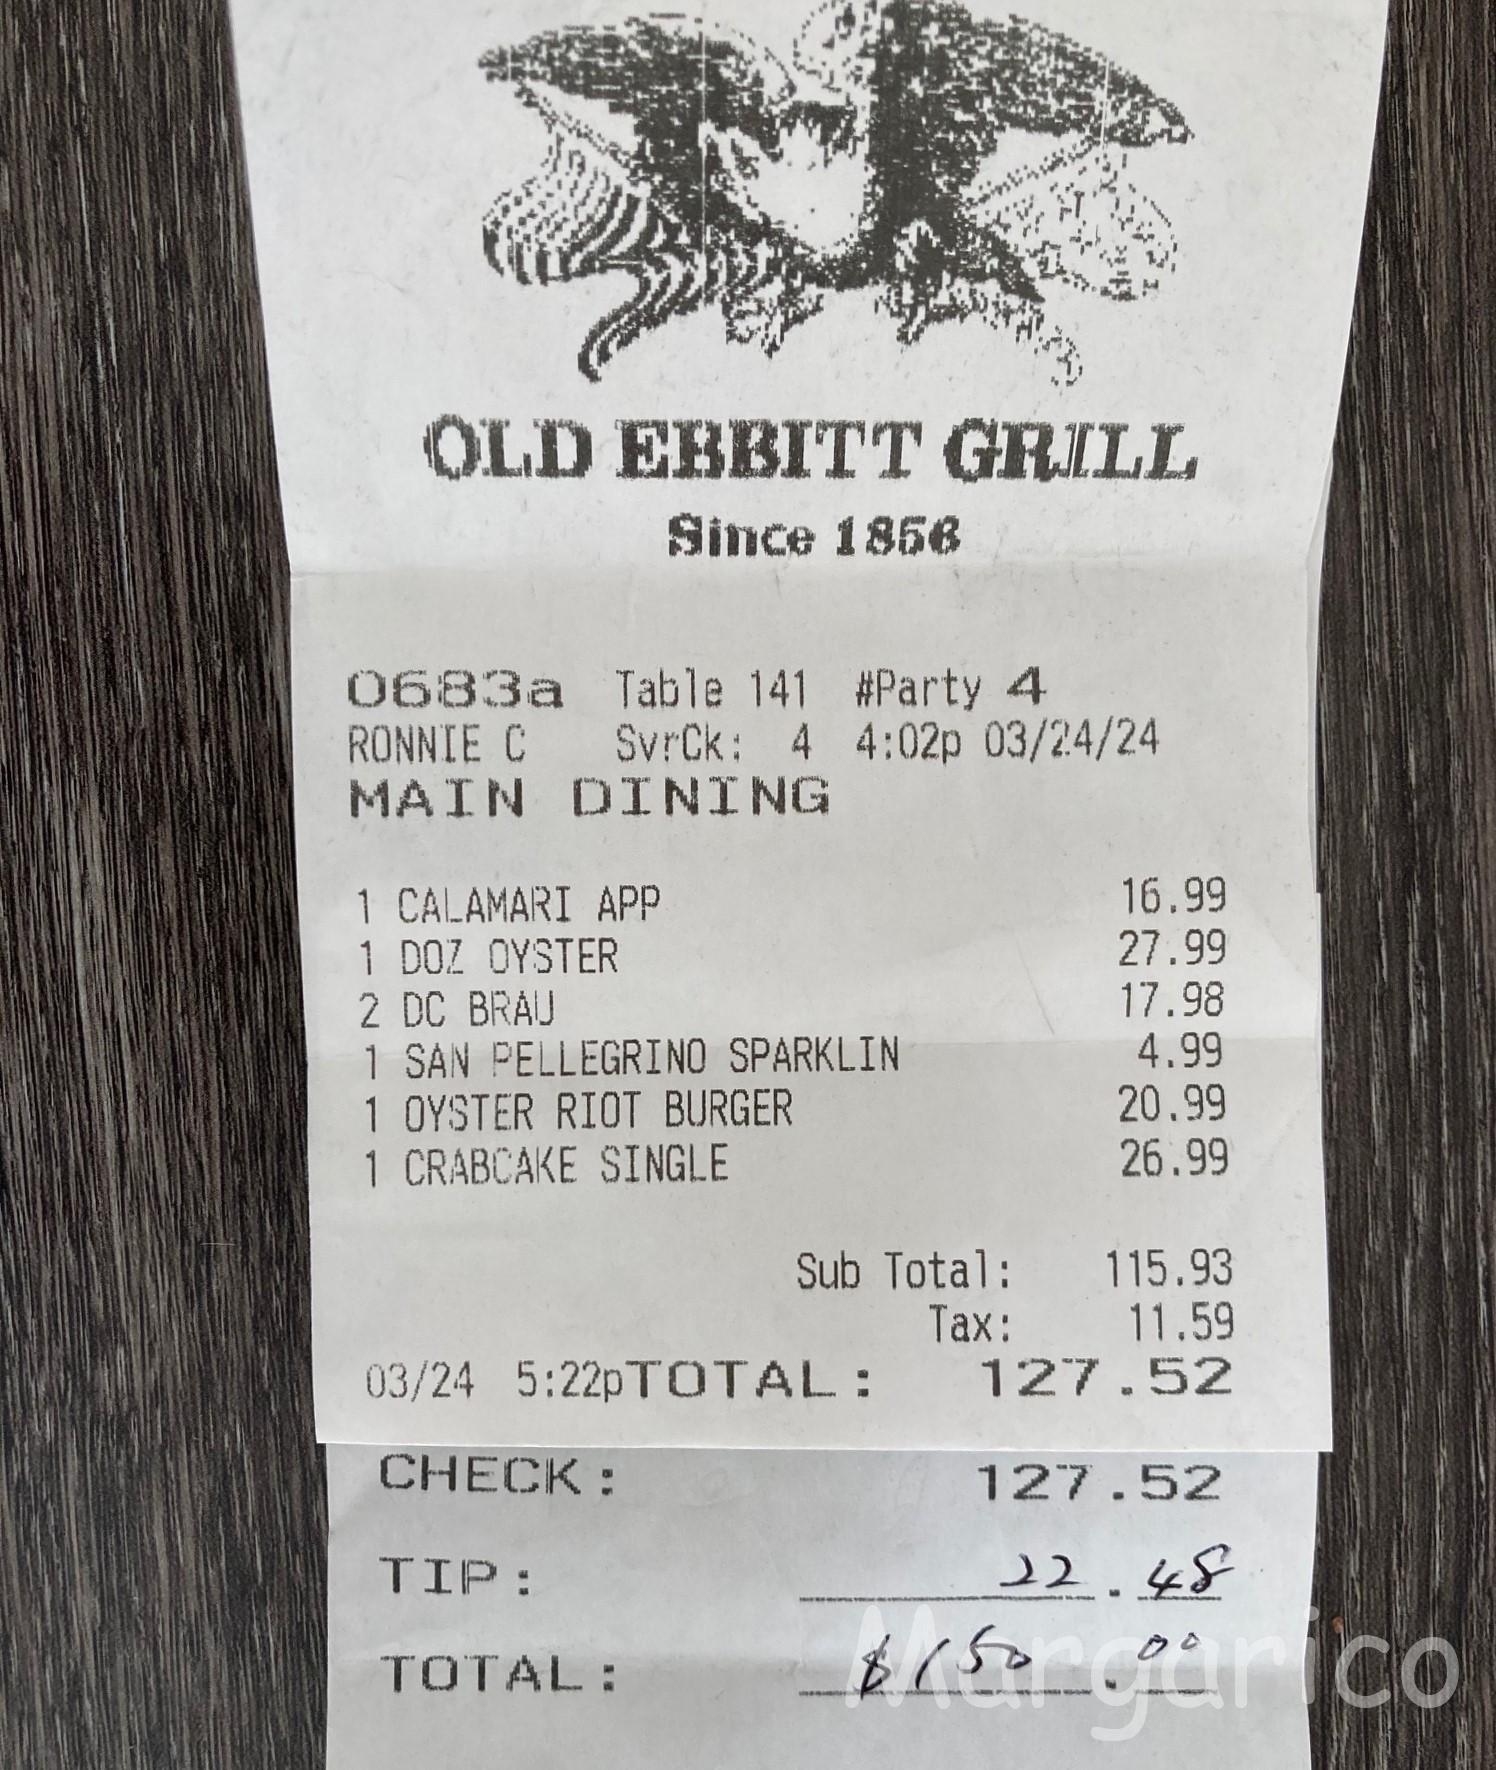 OLD EBBITT GRILL
Since 1856
0683a Table 141 #Party 4
RONNIE C SvrCk: 4 4:02p 03/24/24
MAIN DINING
1 CALAMARI APP 16.99
1 DOZ OYSTER 27.99
2 DC BRAU 17.98
1 SAN PELLEGRINO SPARKLIN 4.99
1 OYSTER RIOT BURGER 20.99
1 CRABCAKE SINGLE 26.99
Sub Total: 115.93
Tax: 11.59
03/24 5:22pTOTAL: 127.52
CHECK: 127.52
TIP: 22.48
TOTAL: $150.00
Margarico